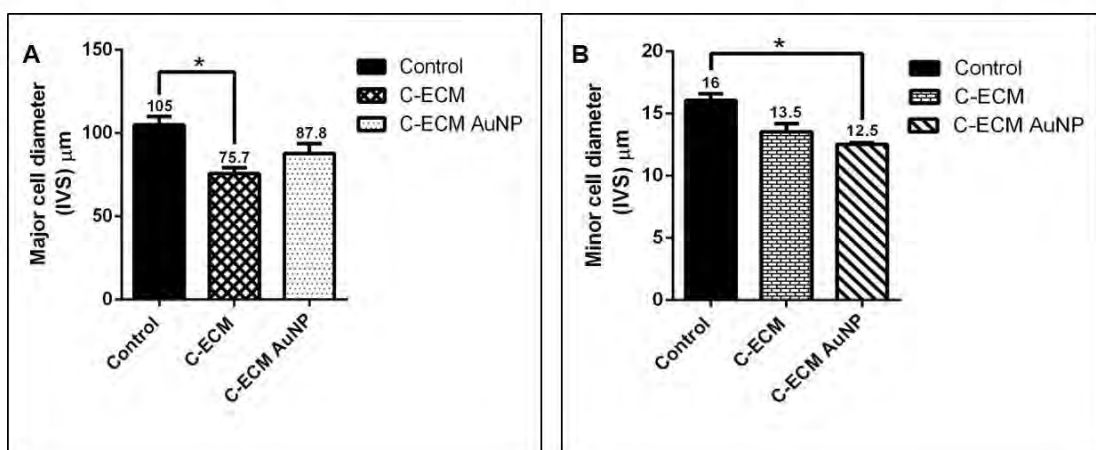 A
Major cell diameter
(IVS) μm
150
100
50
0
*
105
75.7
87.8
Control
C-ECM
C-ECM AuNP
Control
C-ECM
C-ECM AuNP
B
Minor cell diameter
(IVS) μm
20
15
10
5
0
*
16
13.5
12.5
Control
C-ECM
C-ECM AuNP
Control
C-ECM
C-ECM AuNP